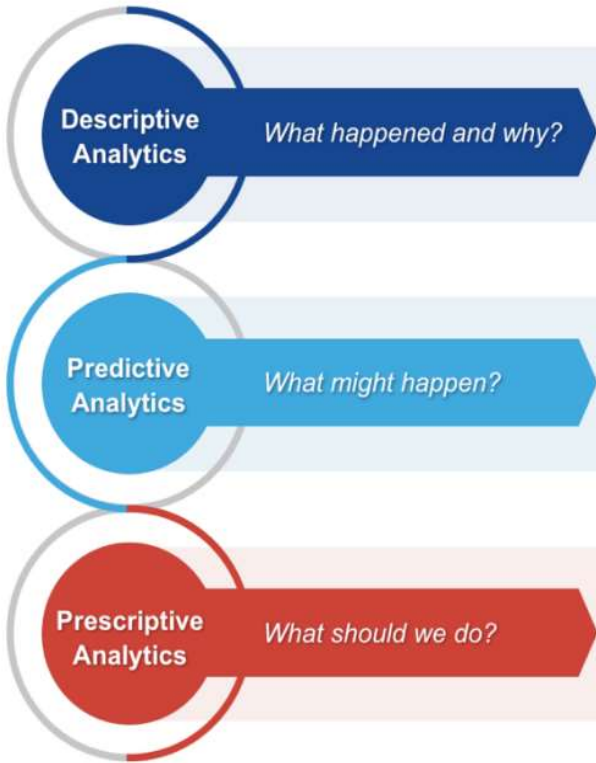 Descriptive
Analytics
What happened and why?
Predictive
Analytics
What might happen?
Prescriptive
Analytics
What should we do?